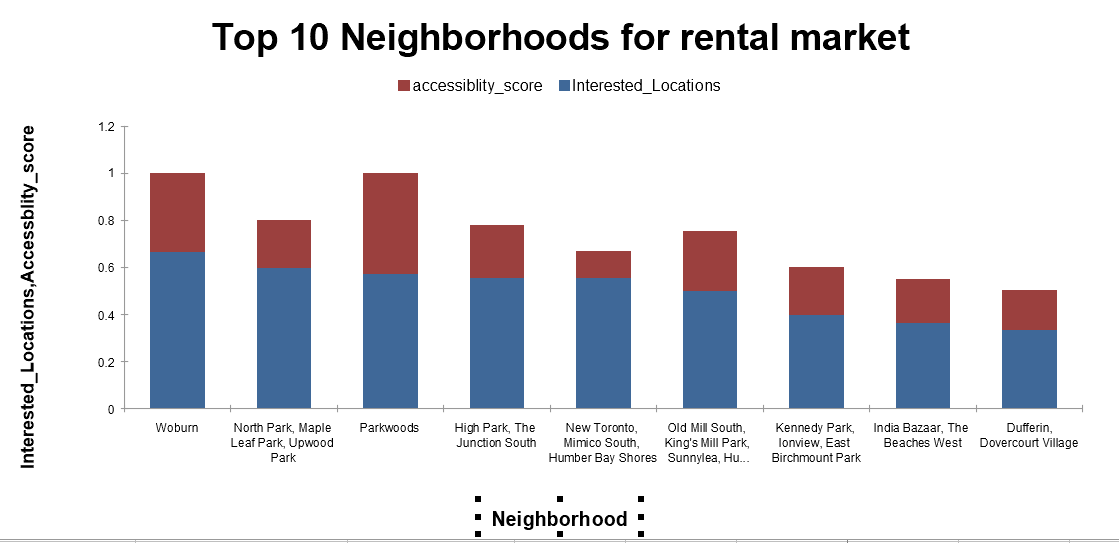 Top 10 Neighborhoods for rental market
accessiblity_score Interested_Locations
Interested_Locations,Accessblity_score
1.2
1
0.8
0.6
0.4
0.2
0
Woburn
North Park, Maple
Leaf Park, Upwood
Park
Parkwoods
High Park, The
Junction South
New Toronto,
Mimico South,
Humber Bay Shores
Old Mill South,
King's Mill Park,
Sunnylea, Hu...
Kennedy Park,
Ionview, East
Birchmount Park
India Bazaar, The
Beaches West
Dufferin,
Dovercourt Village
Neighborhood